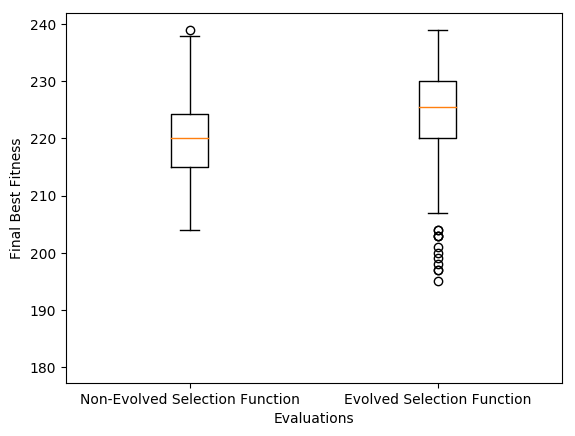 Final Best Fitness
240
230
220
210
200
190
180
Non-Evolved Selection Function
Evolved Selection Function
Evaluations